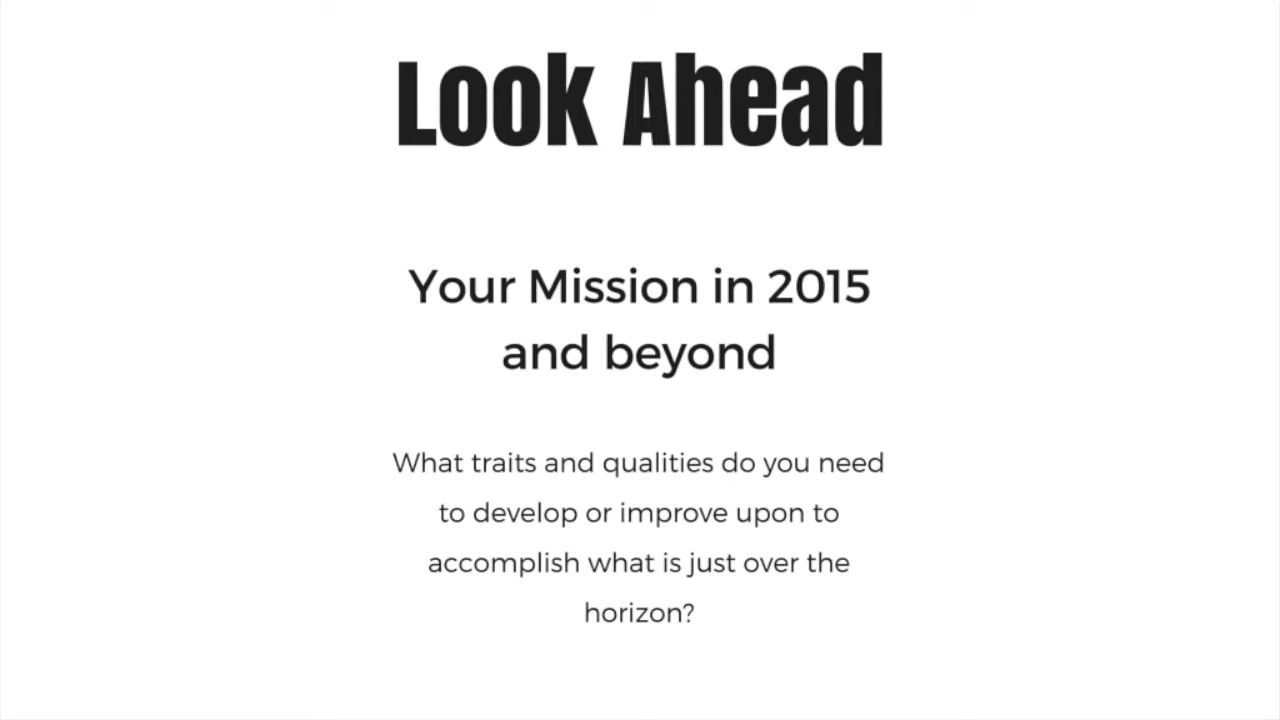 Look Ahead
Your Mission in 2015
and beyond
What traits and qualities do you need
to develop or improve upon to
accomplish what is just over the
horizon?